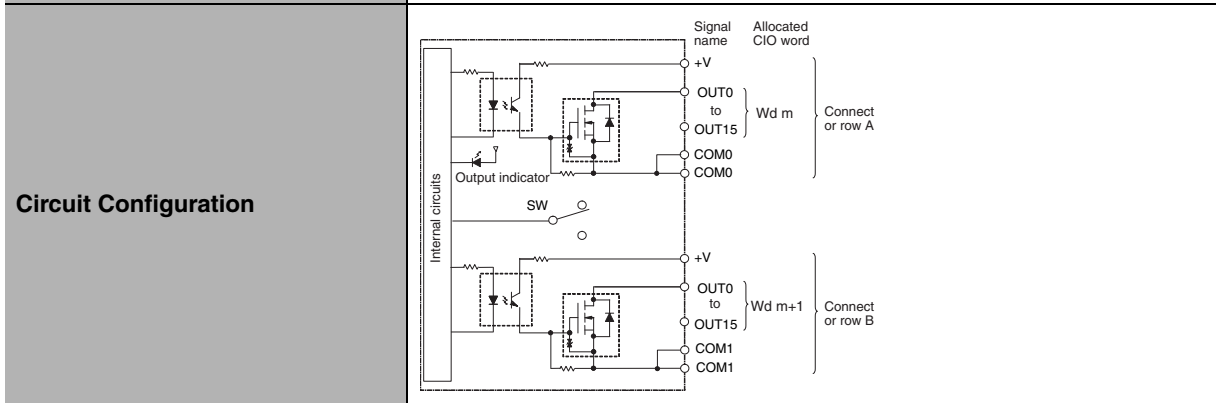 Circuit Configuration
Signal name
Allocated CIO word
+V
OUT0
to
OUT15
Wd m
Connect
or row A
COM0
COM0
Output indicator
Internal circuits
SW
+V
OUT0
to
OUT15
Wd m+1
Connect
or row B
COM1
COM1